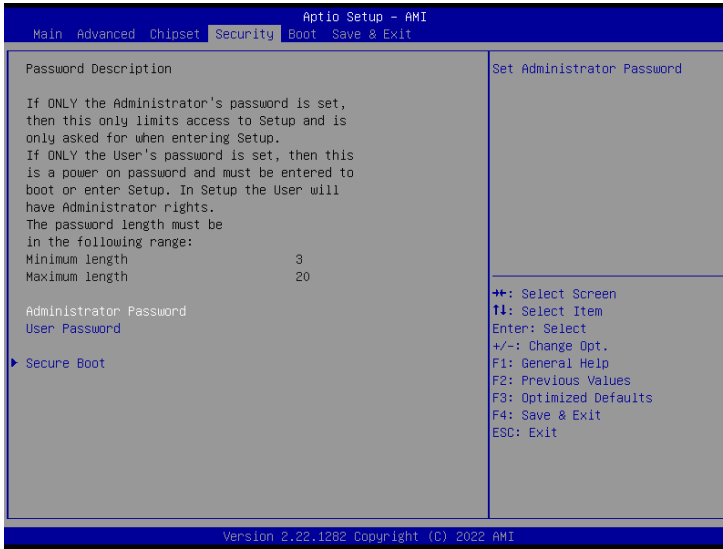 Aptio Setup – AMI
Main Advanced Chipset Security Boot Save & Exit
Password Description
If ONLY the Administrator's password is set,
then this only limits access to Setup and is
only asked for when entering Setup.
If ONLY the User's password is set, then this
is a power on password and must be entered to
boot or enter Setup. In Setup the User will
have Administrator rights.
The password length must be
in the following range:
Minimum length 3
Maximum length 20
Administrator Password
User Password
Secure Boot
Set Administrator Password
→←: Select Screen
↑↓: Select Item
Enter: Select
+/-: Change Opt.
F1: General Help
F2: Previous Values
F3: Optimized Defaults
F4: Save & Exit
ESC: Exit
Version 2.22.1282 Copyright (C) 2022 AMI